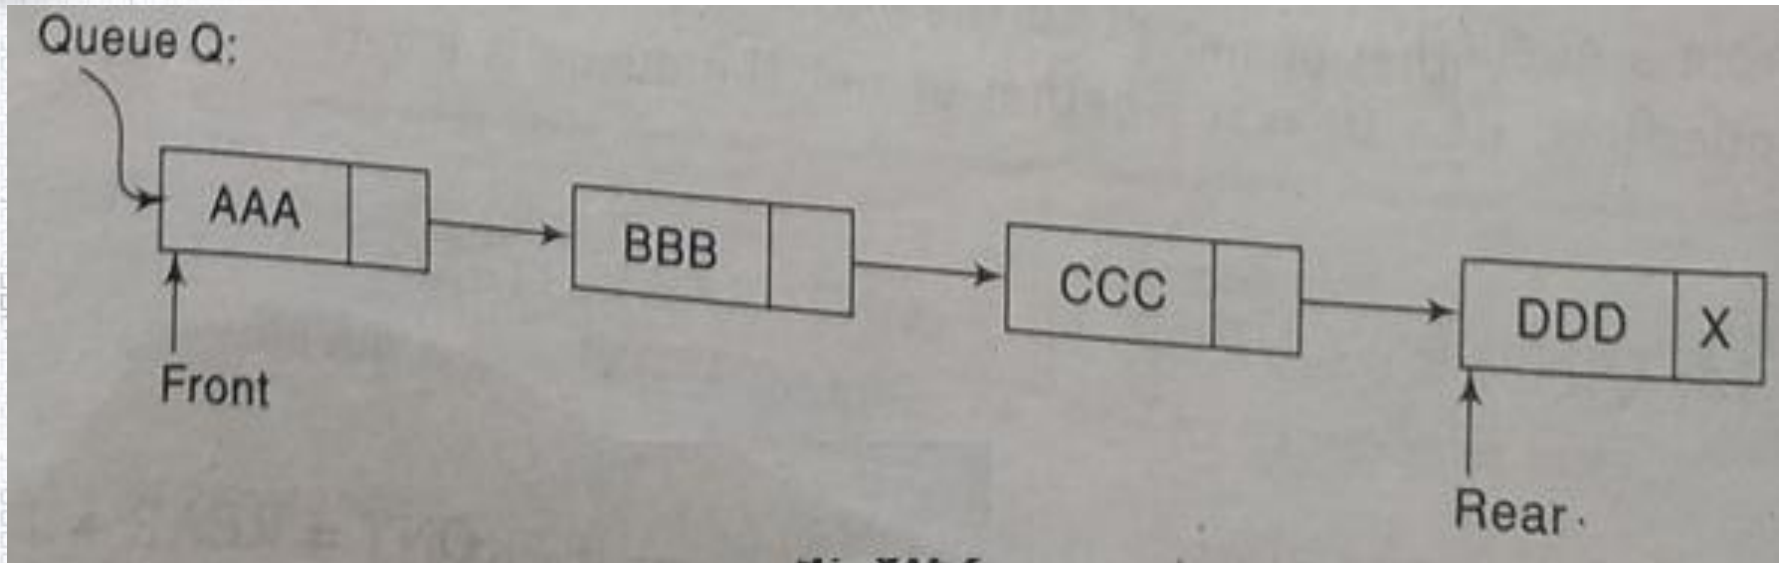 Queue Q:
AAA
BBB
CCC
DDD X
Front
Rear